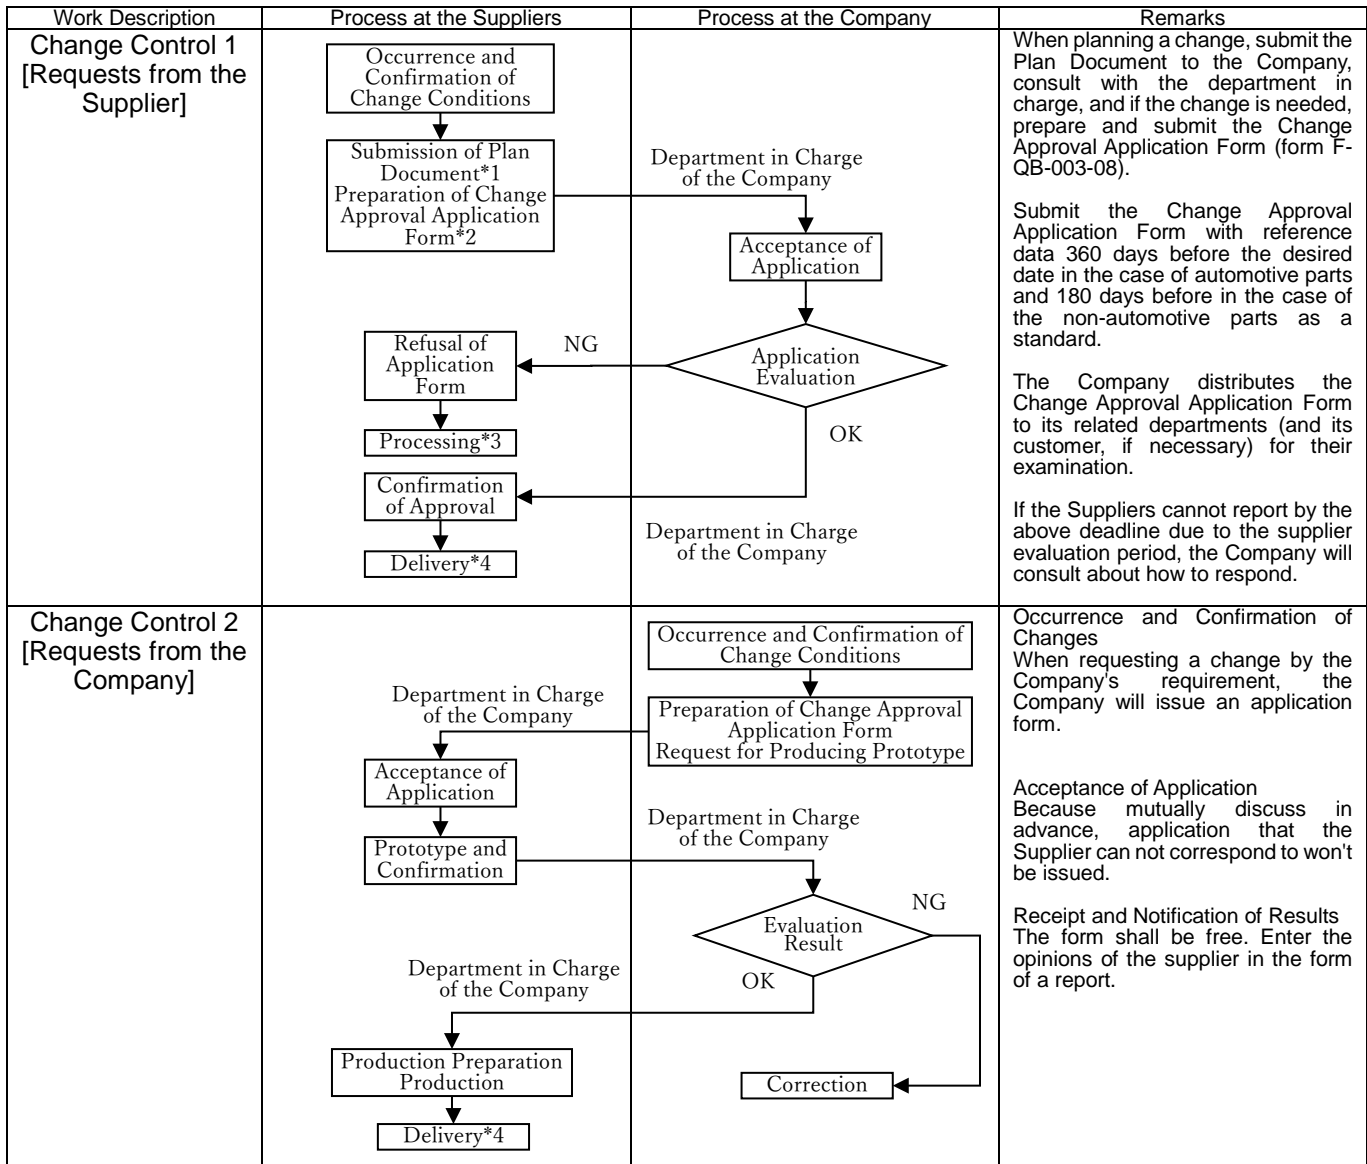 Work Description
Process at the Suppliers
Process at the Company
Remarks
Change Control 1
[Requests from the
Supplier]
Occurrence and
Confirmation of
Change Conditions
Submission of Plan
Document*1
Preparation of Change
Approval Application
Form*2
Department in Charge
of the Company
Acceptance of
Application
Application
Evaluation
NG
Refusal of
Application
Form
Processing*3
OK
Confirmation
of Approval
Department in Charge
of the Company
Delivery*4
When planning a change, submit the
Plan Document to the Company,
consult with the department in
charge, and if the change is needed,
prepare and submit the Change
Approval Application Form (form F-
QB-003-08).
Submit the Change Approval
Application Form with reference
data 360 days before the desired
date in the case of automotive parts
and 180 days before in the case of
the non-automotive parts as a
standard.
The Company distributes the
Change Approval Application Form
to its related departments (and its
customer, if necessary) for their
examination.
If the Suppliers cannot report by the
above deadline due to the supplier
evaluation period, the Company will
consult about how to respond.
Change Control 2
[Requests from the
Company]
Occurrence and Confirmation of
Change Conditions
Preparation of Change Approval
Application Form
Request for Producing Prototype
Department in Charge
of the Company
Acceptance of
Application
Prototype and
Confirmation
Department in Charge
of the Company
Evaluation
Result
NG
OK
Department in Charge
of the Company
Production Preparation
Production
Correction
Delivery*4
Occurrence and Confirmation of
Changes
When requesting a change by the
Company's requirement, the
Company will issue an application
form.
Acceptance of Application
Because mutually discuss in
advance, application that the
Supplier can not correspond to won't
be issued.
Receipt and Notification of Results
The form shall be free. Enter the
opinions of the supplier in the form
of a report.